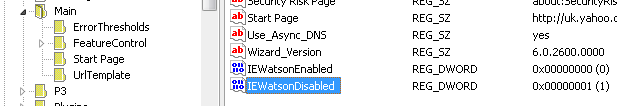 Main
ErrorThresholds
FeatureControl
Start Page
UrlTemplate
P3
Security Risk Page REG_SZ about:SecurityRis
Start Page REG_SZ http://uk.yahoo.c
Use_Async_DNS REG_SZ yes
Wizard_Version REG_SZ 6.0.2600.0000
IEWatsonEnabled REG_DWORD 0x00000000 (0)
IEWatsonDisabled REG_DWORD 0x00000001 (1)